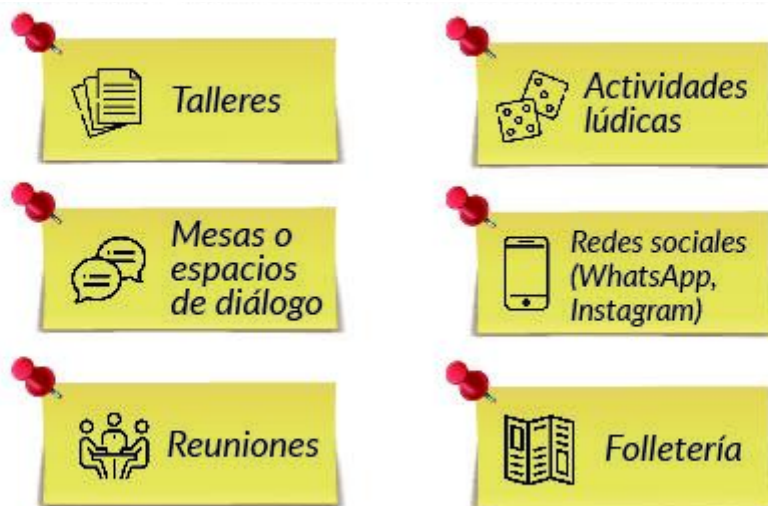 Talleres
Actividades
lúdicas
Mesas o
espacios
de diálogo
Redes sociales
(WhatsApp,
Instagram)
Reuniones
Folletería